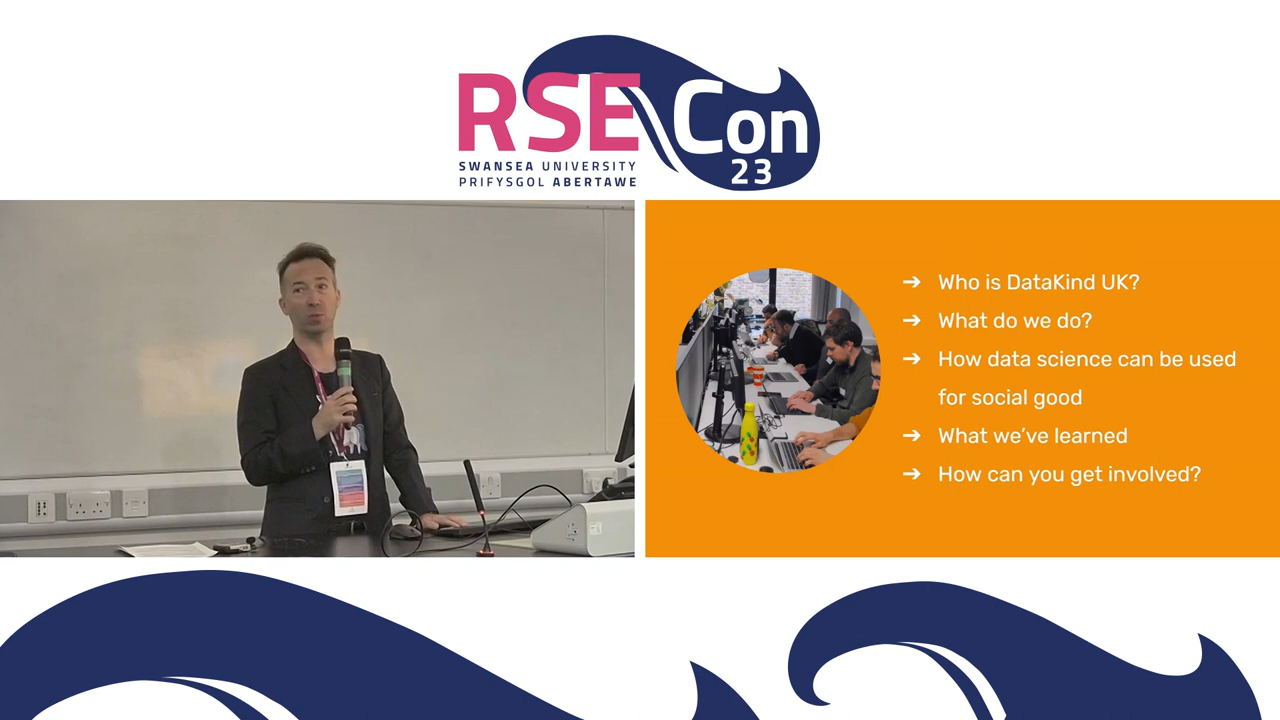 RSE Con
23
SWANSEA UNIVERSITY
PRIFYSGOL ABERTAWE
➔ Who is DataKind UK?
➔ What do we do?
➔ How data science can be used
for social good
➔ What we’ve learned
➔ How can you get involved?